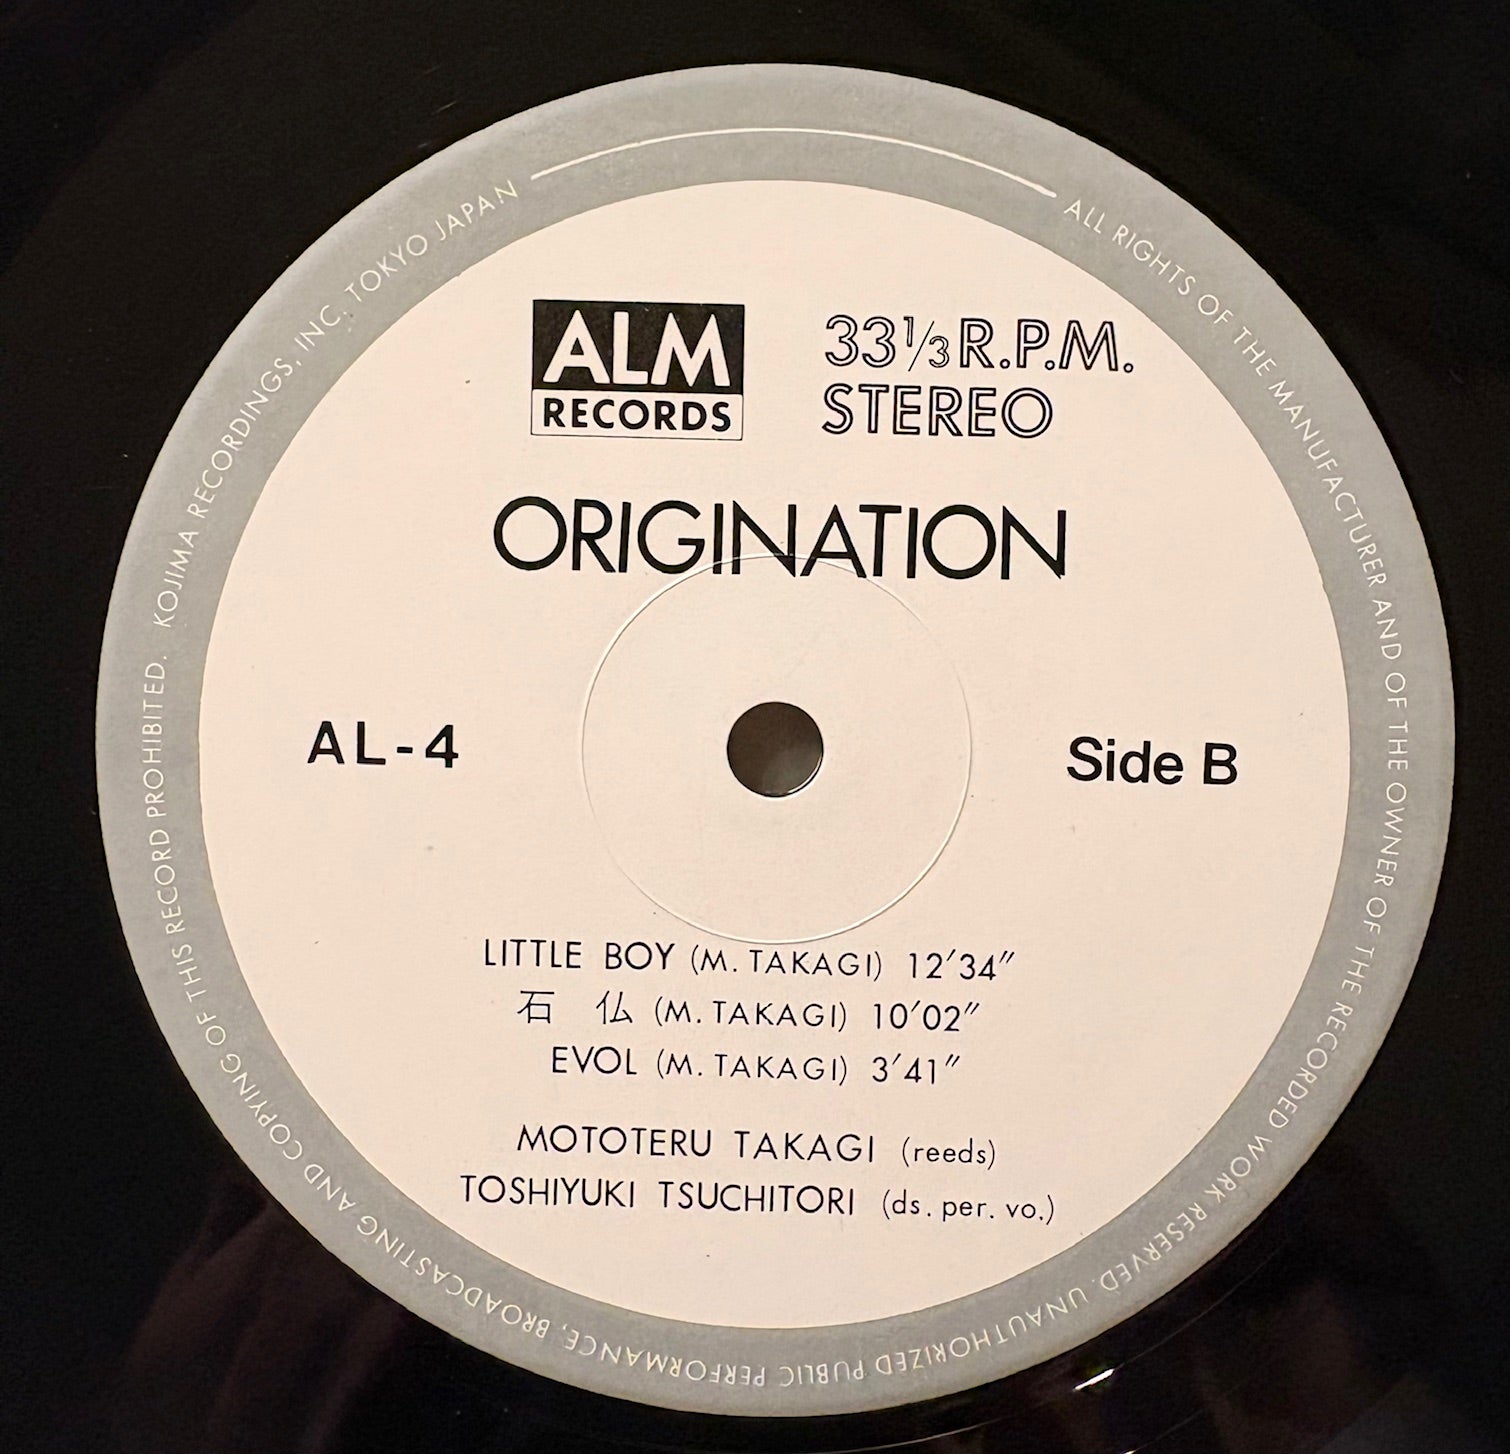 ALM
RECORDS
33⅓ R.P.M.
STEREO
ORIGINATION
AL-4
Side B
LITTLE BOY (M. TAKAGI) 12′34″
石 仏 (M. TAKAGI) 10′02″
EVOL (M. TAKAGI) 3′41″
MOTOTERU TAKAGI (reeds)
TOSHIYUKI TSUCHITORI (ds. per. vo.)
ALL RIGHTS OF THE MANUFACTURER AND OF THE OWNER OF THE RECORDED WORK RESERVED. UNAUTHORIZED PUBLIC PERFORMANCE, BROADCASTING AND COPYING OF THIS RECORD PROHIBITED. KOJIMA RECORDINGS, INC. TOKYO JAPAN